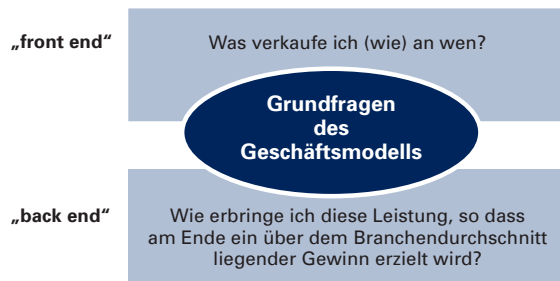 „front end“
Was verkaufe ich (wie) an wen?
Grundfragen
des
Geschäftsmodells
„back end“
Wie erbringe ich diese Leistung, so dass
am Ende ein über dem Branchendurchschnitt
liegender Gewinn erzielt wird?